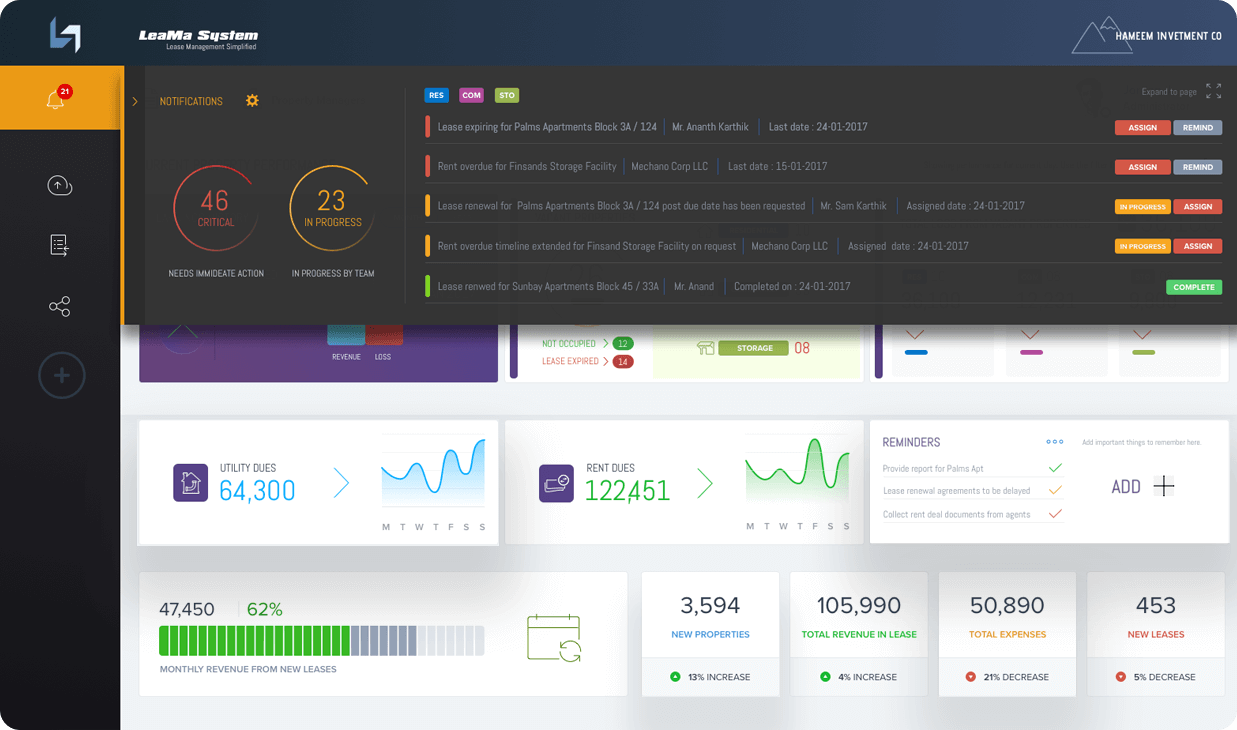 LeaMa System
Lease Management Simplified
HAMEEM INVETMENT CO
21
NOTIFICATIONS
RES COM STO
Expand to page
46
CRITICAL
NEEDS IMMIDEATE ACTION
23
IN PROGRESS
IN PROGRESS BY TEAM
Lease expiring for Palms Apartments Block 3A / 124 Mr. Ananth Karthik Last date : 24-01-2017 ASSIGN REMIND
Rent overdue for Finsands Storage Facility Mechano Corp LLC Last date : 15-01-2017 ASSIGN REMIND
Lease renewal for Palms Apartments Block 3A / 124 post due date has been requested Mr. Sam Karthik Assigned date : 24-01-2017 IN PROGRESS ASSIGN
Rent overdue timeline extended for Finsand Storage Facility on request Mechano Corp LLC Assigned date : 24-01-2017 IN PROGRESS ASSIGN
Lease renwed for Sunbay Apartments Block 45 / 33A Mr. Anand Completed on : 24-01-2017 COMPLETE
REVENUE LOSS
NOT OCCUPIED 12
LEASE EXPIRED 14
STORAGE 08
UTILITY DUES
64,300
M T W T F S S
RENT DUES
122,451
M T W T F S S
REMINDERS
Add important things to remember here.
Provide report for Palms Apt
Lease renewal agreements to be delayed
Collect rent deal documents from agents
ADD
47,450 62%
MONTHLY REVENUE FROM NEW LEASES
3,594
NEW PROPERTIES
13% INCREASE
105,990
TOTAL REVENUE IN LEASE
4% INCREASE
50,890
TOTAL EXPENSES
21% DECREASE
453
NEW LEASES
5% DECREASE